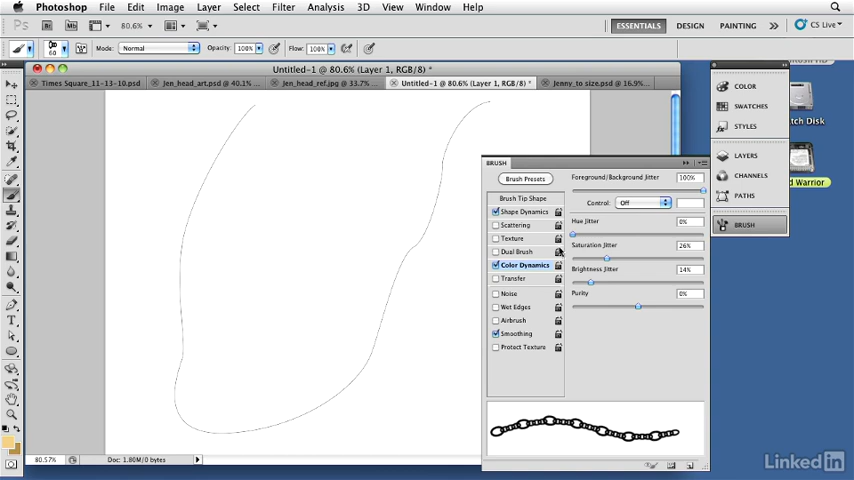 Photoshop File Edit Image Layer Select Filter Analysis 3D View Window Help
Ps Br Mb 80.6% ESSENTIALS DESIGN PAINTING CS Live
60 Mode: Normal Opacity: 100% Flow: 100%
Untitled-1 @ 80.6% (Layer 1, RGB/8) *
Times Square_11-13-10.psd Jen_head_art.psd @ 40.1% ... Jen_head_ref.jpg @ 33.7% ... Untitled-1 @ 80.6% (Layer 1, RGB/8) * Jenny_to size.psd @ 16.9%...
COLOR
SWATCHES
STYLES
LAYERS
CHANNELS
PATHS
BRUSH
tch Disk
d Warrior
BRUSH
Brush Presets
Brush Tip Shape
Shape Dynamics
Scattering
Texture
Dual Brush
Color Dynamics
Transfer
Noise
Wet Edges
Airbrush
Smoothing
Protect Texture
Foreground/Background Jitter 100%
Control: Off
Hue Jitter 0%
Saturation Jitter 26%
Brightness Jitter 14%
Purity 0%
80.57% Doc: 1.80M/0 bytes
LinkedIn